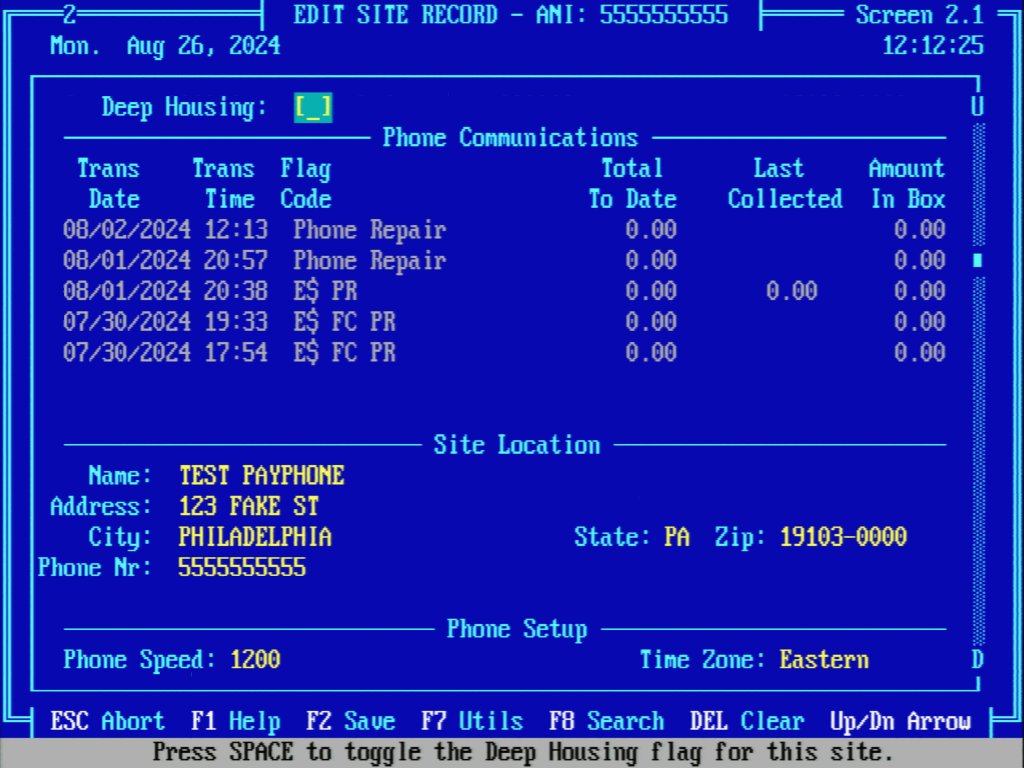 2 EDIT SITE RECORD - ANI: 5555555555 Screen 2.1
Mon. Aug 26, 2024 12:12:25
Deep Housing: [_] U
Phone Communications
Trans Trans Flag Total Last Amount
Date Time Code To Date Collected In Box
08/02/2024 12:13 Phone Repair 0.00 0.00
08/01/2024 20:57 Phone Repair 0.00 0.00
08/01/2024 20:38 E$ PR 0.00 0.00 0.00
07/30/2024 19:33 E$ FC PR 0.00 0.00
07/30/2024 17:54 E$ FC PR 0.00 0.00
Site Location
Name: TEST PAYPHONE
Address: 123 FAKE ST
City: PHILADELPHIA State: PA Zip: 19103-0000
Phone Nr: 5555555555
Phone Setup
Phone Speed: 1200 Time Zone: Eastern D
ESC Abort F1 Help F2 Save F7 Utils F8 Search DEL Clear Up/Dn Arrow
Press SPACE to toggle the Deep Housing flag for this site.